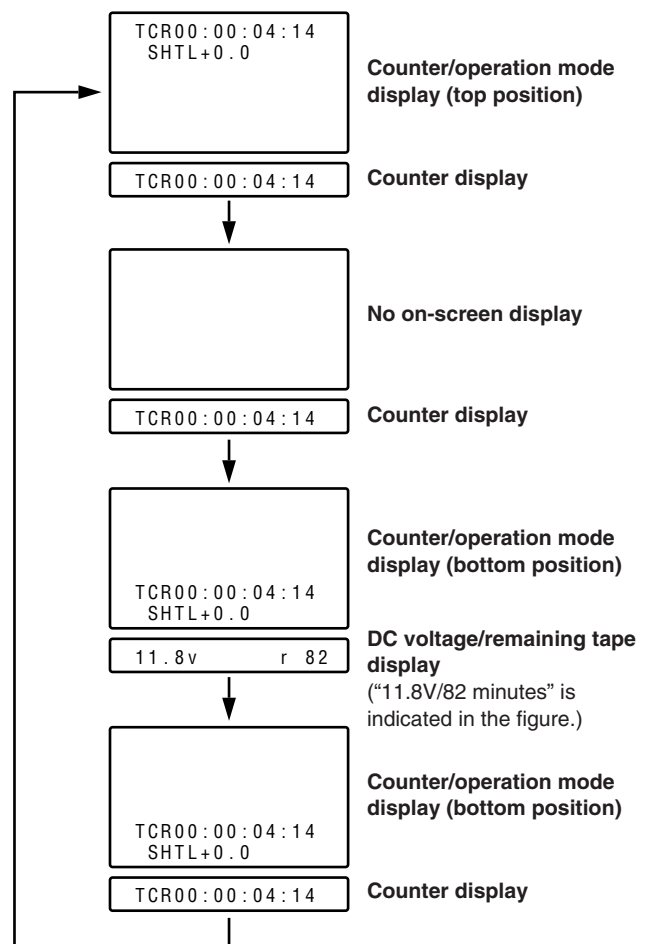 TCR00:00:04:14
SHTL+0.0
Counter/operation mode
display (top position)
TCR00:00:04:14
Counter display
No on-screen display
TCR00:00:04:14
Counter display
Counter/operation mode
display (bottom position)
TCR00:00:04:14
SHTL+0.0
11.8v r 82
DC voltage/remaining tape
display
(“11.8V/82 minutes” is
indicated in the figure.)
Counter/operation mode
display (bottom position)
TCR00:00:04:14
SHTL+0.0
TCR00:00:04:14
Counter display